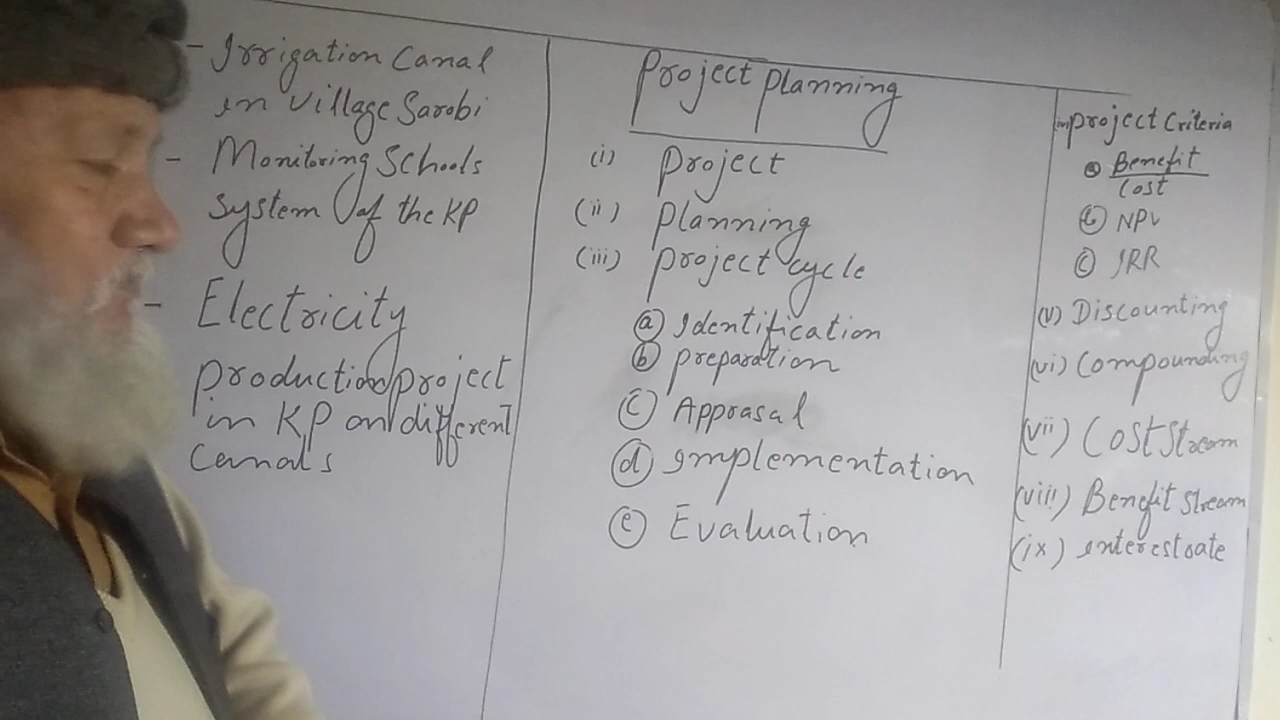 - Irrigation Canal
in village Sarobi
- Monitoring Schools
system of the KP
- Electricity
production project
in KP on different
Canals
Project planning
(i) Project
(ii) planning
(iii) project cycle
(a) Identification
(b) preparation
(c) Apprasal
(d) Implementation
(e) Evaluation
project Criteria
Benefit
Cost
(b) NPV
(c) IRR
(v) Discounting
(vi) Compounding
(vii) Cost Stream
(viii) Benefit Stream
(ix) interest rate